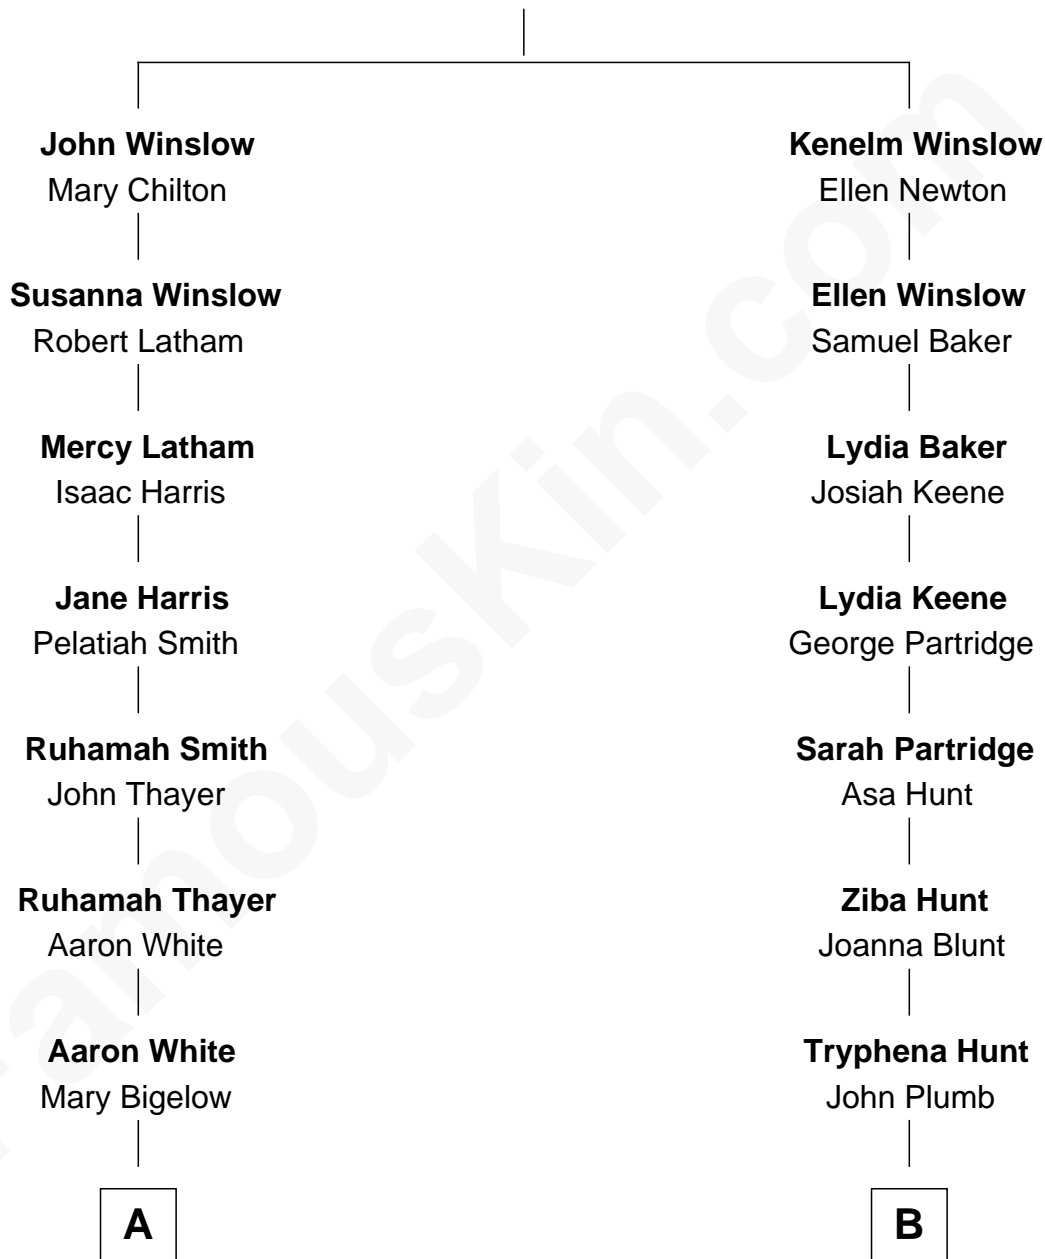 John Winslow
Mary Chilton
Susanna Winslow
Robert Latham
Mercy Latham
Isaac Harris
Jane Harris
Pelatiah Smith
Ruhamah Smith
John Thayer
Ruhamah Thayer
Aaron White
Aaron White
Mary Bigelow
A
Kenelm Winslow
Ellen Newton
Ellen Winslow
Samuel Baker
Lydia Baker
Josiah Keene
Lydia Keene
George Partridge
Sarah Partridge
Asa Hunt
Ziba Hunt
Joanna Blunt
Tryphena Hunt
John Plumb
B
FamousKin.com